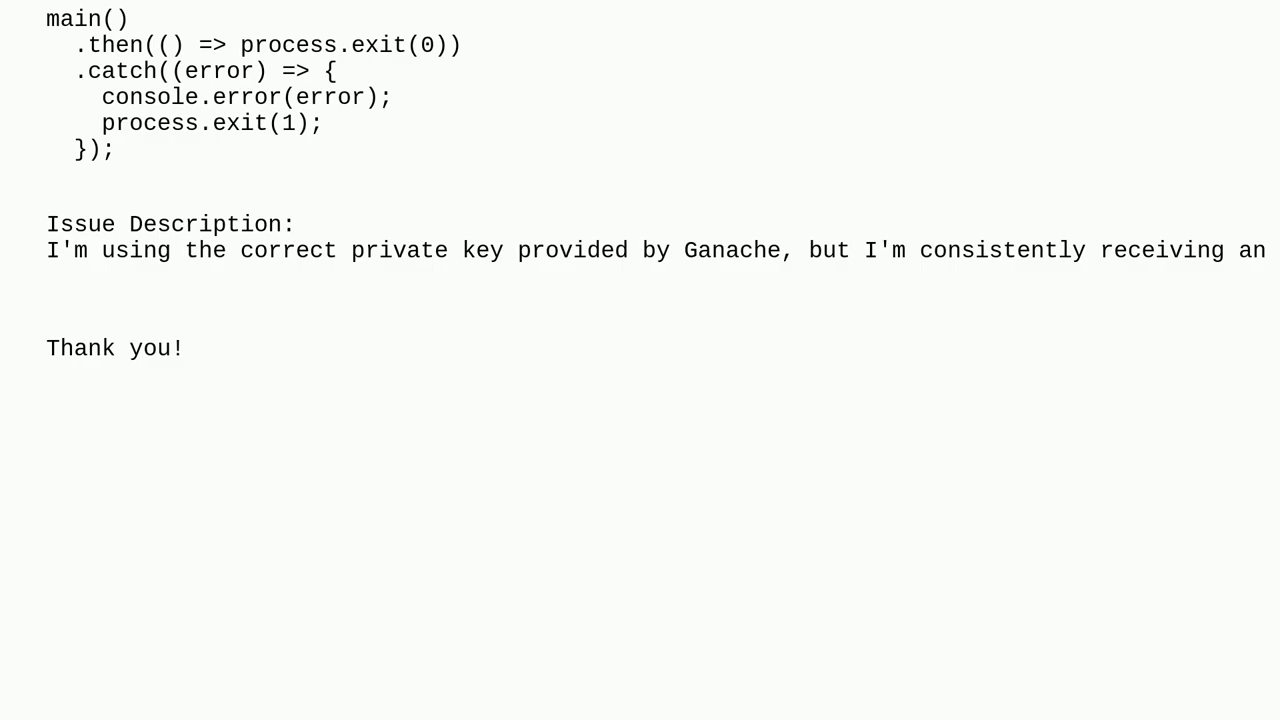 main()
  .then(() => process.exit(0))
  .catch((error) => {
    console.error(error);
    process.exit(1);
  });
Issue Description:
I'm using the correct private key provided by Ganache, but I'm consistently receiving an
Thank you!